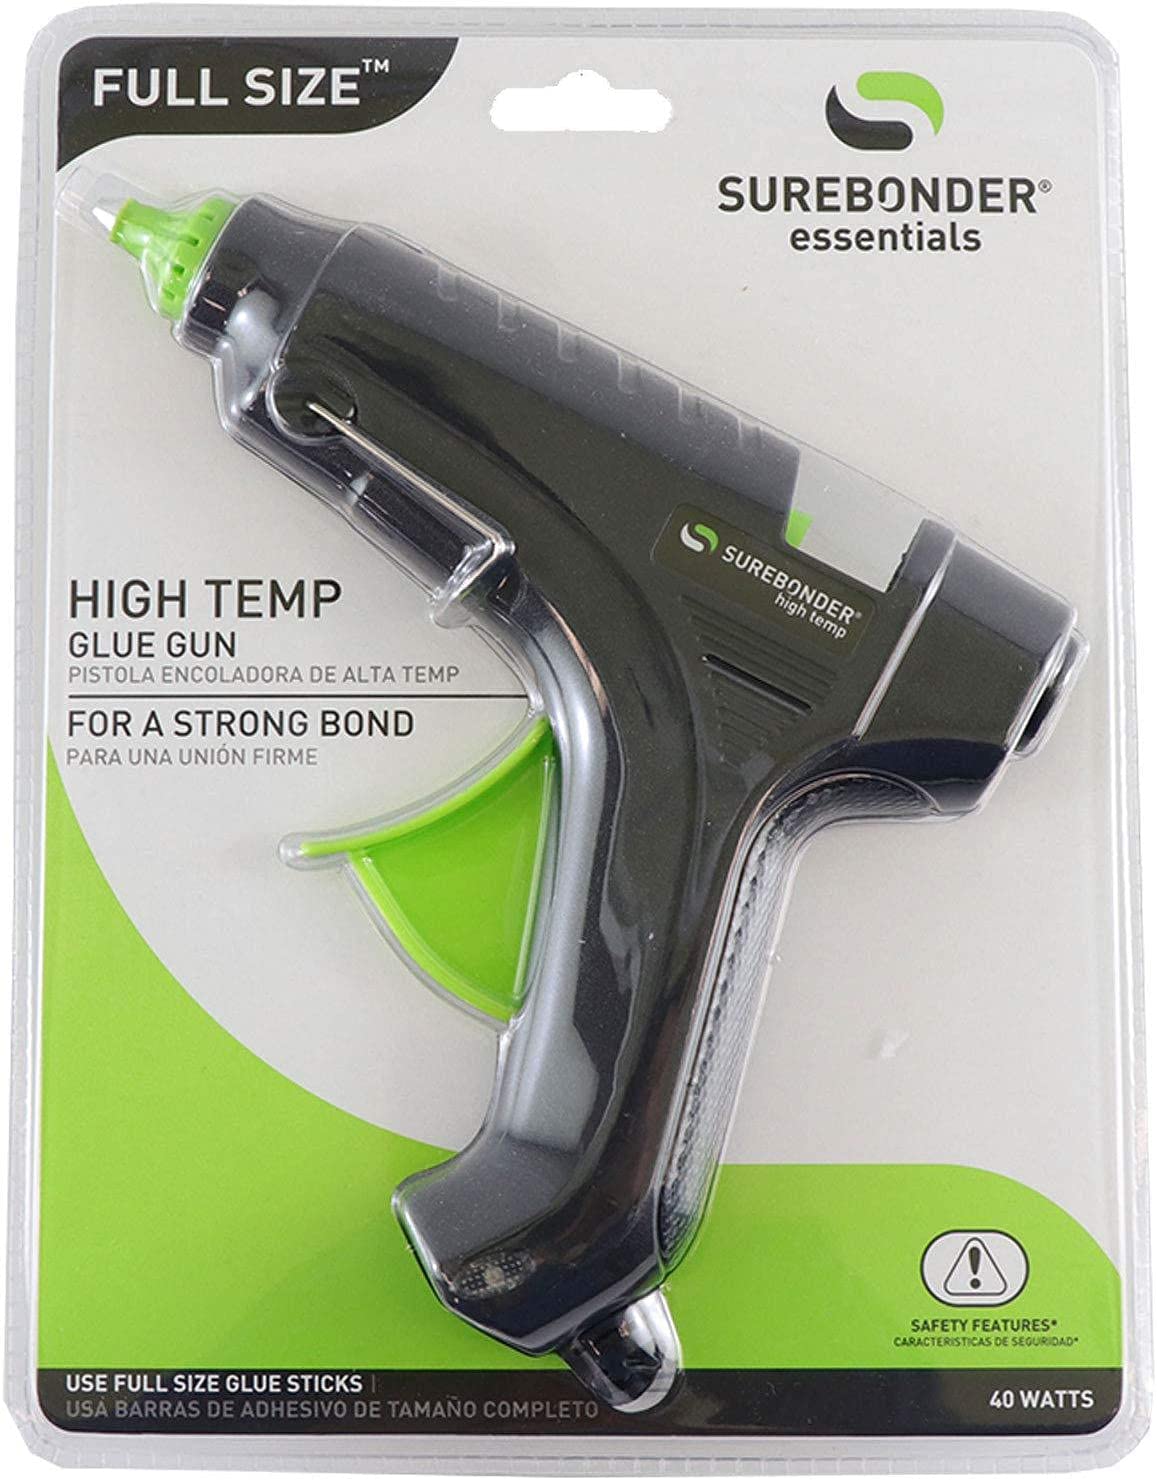 FULL SIZE™
SUREBONDER®
essentials
SUREBONDER®
high temp
HIGH TEMP
GLUE GUN
PISTOLA ENCOLADORA DE ALTA TEMP
FOR A STRONG BOND
PARA UNA UNIÓN FIRME
SAFETY FEATURES*
CARACTERISTICAS DE SEGURIDAD*
USE FULL SIZE GLUE STICKS |
USA BARRAS DE ADHESIVO DE TAMAÑO COMPLETO
40 WATTS